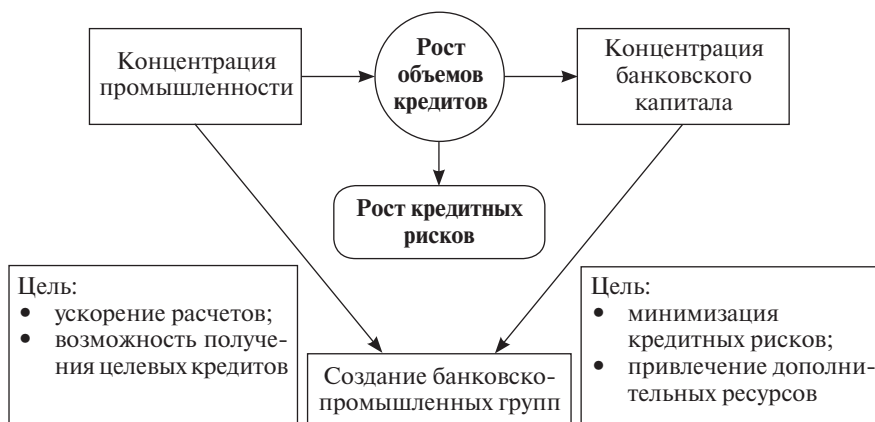 Концентрация
промышленности
Рост
объемов
кредитов
Концентрация
банковского
капитала
Рост кредитных
рисков
Цель:
• ускорение расчетов;
• возможность получе-
ния целевых кредитов
Создание банковско-
промышленных групп
Цель:
• минимизация
кредитных рисков;
• привлечение дополни-
тельных ресурсов